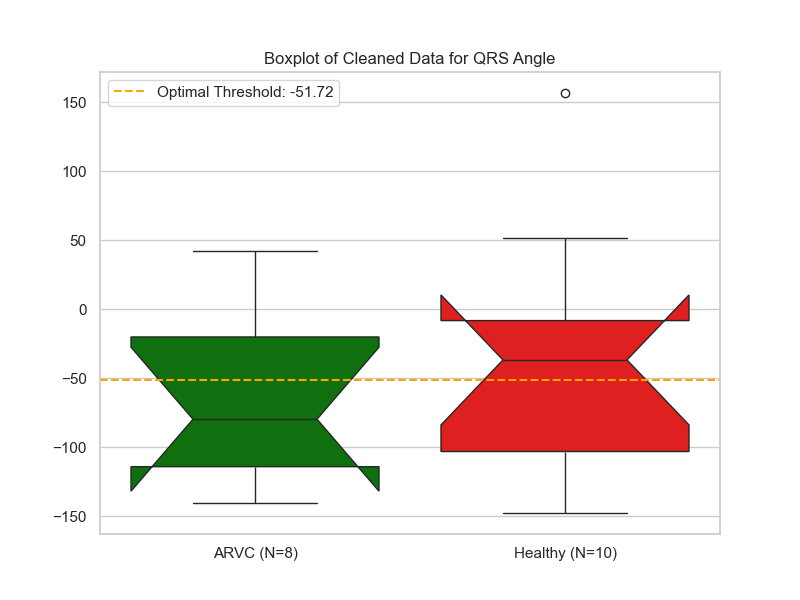 Boxplot of Cleaned Data for QRS Angle
Optimal Threshold: -51.72
150
100
50
0
−50
−100
−150
ARVC (N=8)
Healthy (N=10)